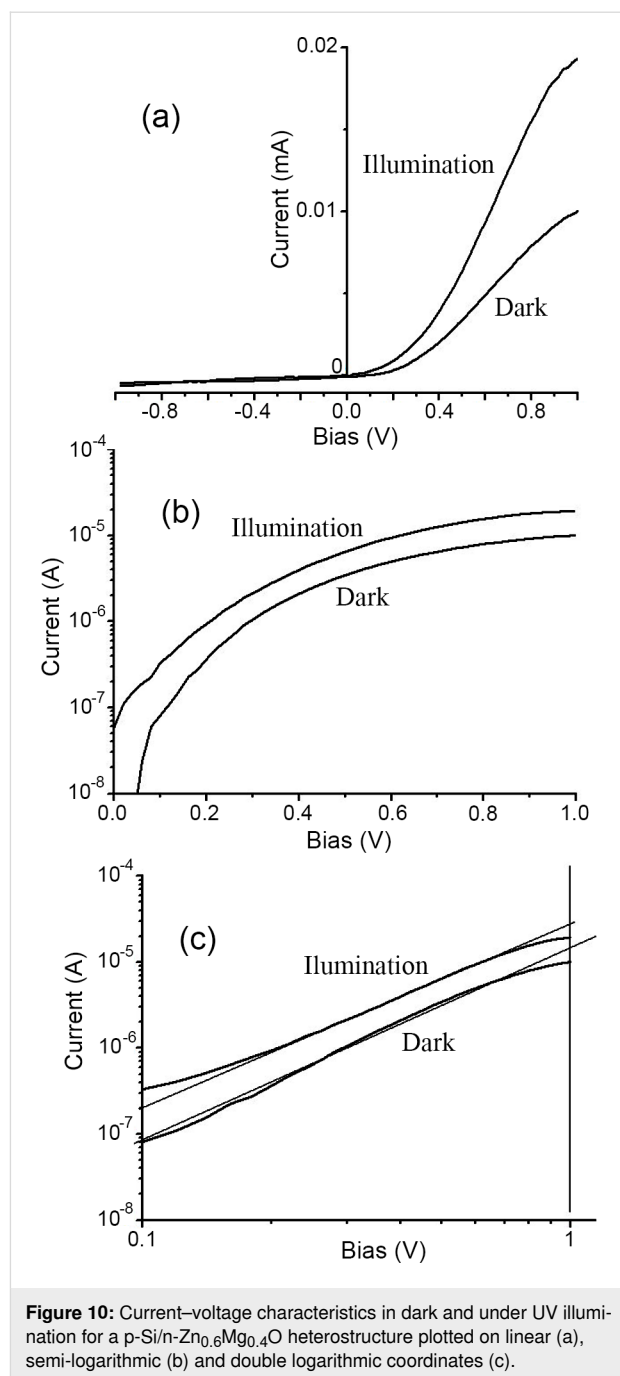 0.02
(a)
Current (mA)
Illumination
0.01
Dark
0
-0.8 -0.4 0.0 0.4 0.8
Bias (V)
10⁻⁴
(b)
Illumination
10⁻⁵
Dark
Current (A)
10⁻⁶
10⁻⁷
10⁻⁸
0.0 0.2 0.4 0.6 0.8 1.0
Bias (V)
10⁻⁴
(c)
Ilumination
10⁻⁵
Current (A)
Dark
10⁻⁶
10⁻⁷
10⁻⁸
0.1 1
Bias (V)
Figure 10: Current–voltage characteristics in dark and under UV illumi-
nation for a p-Si/n-Zn₀.₆Mg₀.₄O heterostructure plotted on linear (a),
semi-logarithmic (b) and double logarithmic coordinates (c).